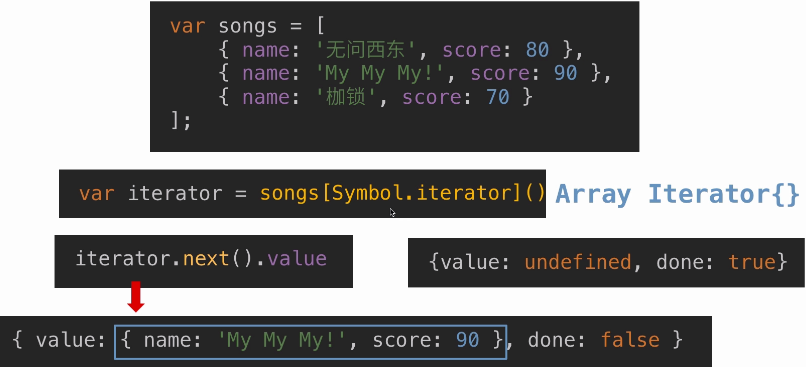 var songs = [
{ name: '无问西东', score: 80 },
{ name: 'My My My!', score: 90 },
{ name: '枷锁', score: 70 }
];
var iterator = songs[Symbol.iterator]() Array Iterator{}
iterator.next().value
{value: undefined, done: true}
{ value: { name: 'My My My!', score: 90 }, done: false }